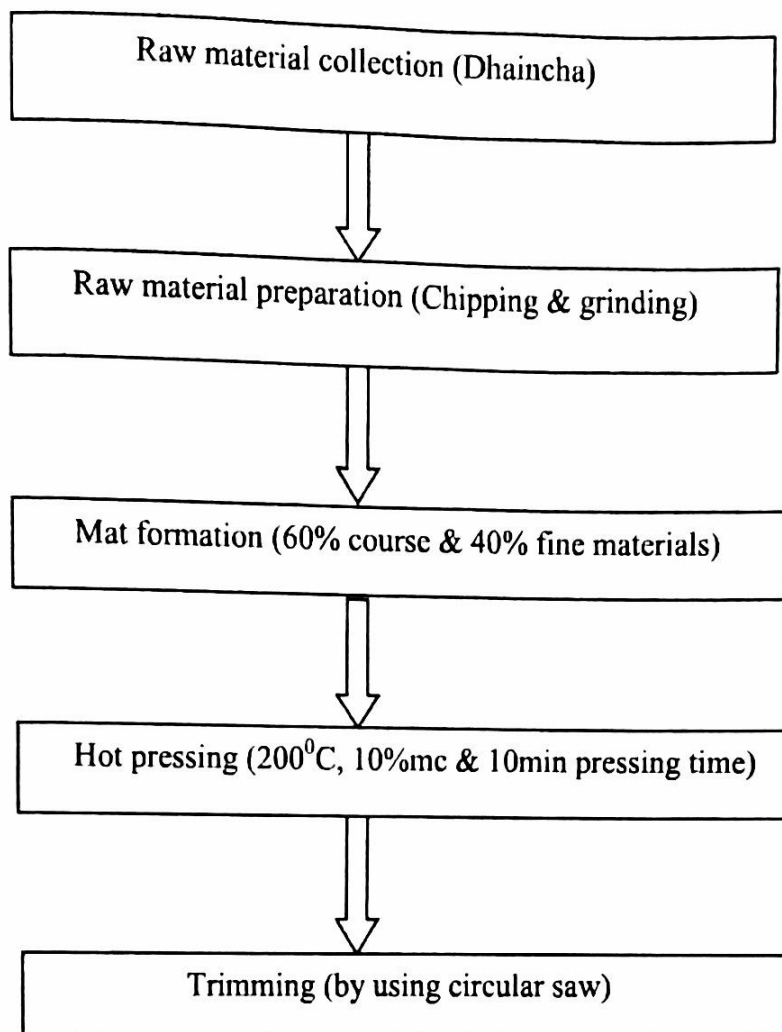 Raw material collection (Dhaincha)
Raw material preparation (Chipping & grinding)
Mat formation (60% course & 40% fine materials)
Hot pressing (200⁰C, 10%mc & 10min pressing time)
Trimming (by using circular saw)